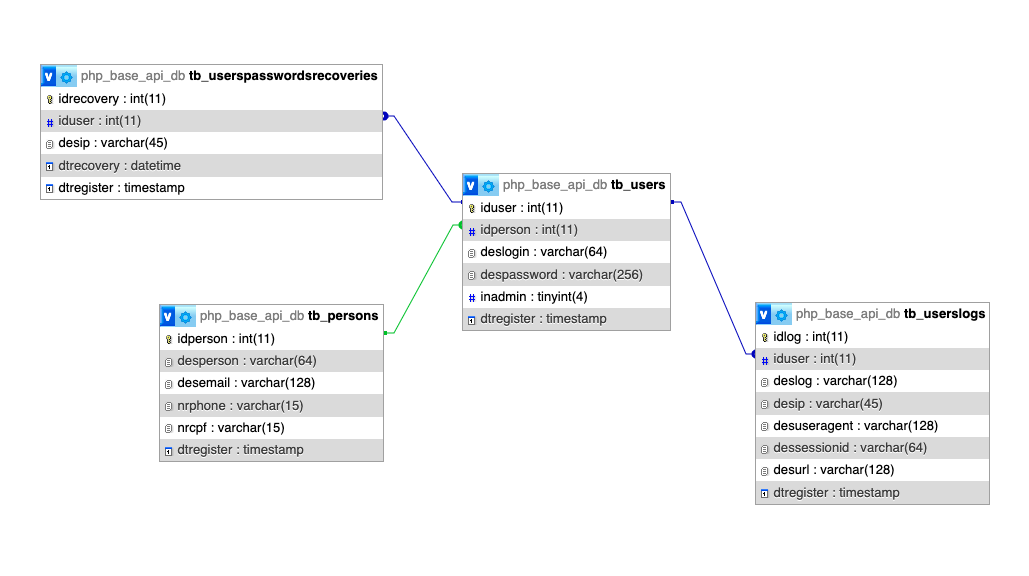 V php_base_api_db tb_userspasswordsrecoveries
idrecovery : int(11)
# iduser : int(11)
desip : varchar(45)
dtrecovery : datetime
dtregister : timestamp
V php_base_api_db tb_users
iduser : int(11)
# idperson : int(11)
deslogin : varchar(64)
despassword : varchar(256)
# inadmin : tinyint(4)
dtregister : timestamp
V php_base_api_db tb_persons
idperson : int(11)
desperson : varchar(64)
desemail : varchar(128)
nrphone : varchar(15)
nrcpf : varchar(15)
dtregister : timestamp
V php_base_api_db tb_userslogs
idlog : int(11)
# iduser : int(11)
deslog : varchar(128)
desip : varchar(45)
desuseragent : varchar(128)
dessessionid : varchar(64)
desurl : varchar(128)
dtregister : timestamp